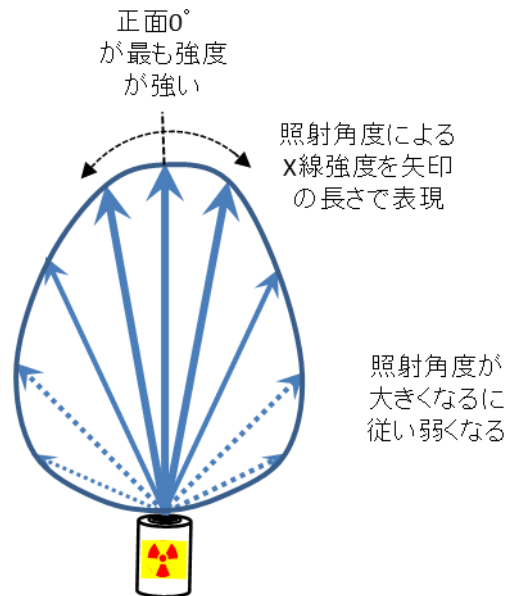 正面0°
が最も強度
が強い
照射角度による
X線強度を矢印
の長さで表現
照射角度が
大きくなるに
従い弱くなる